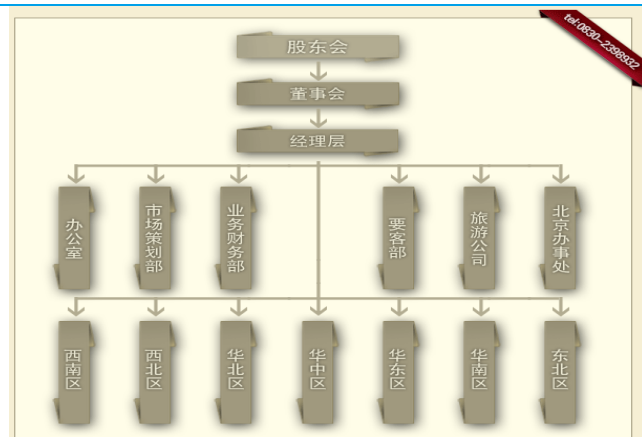 tel:0830-2398932
股东会
董事会
经理层
办公室
市场策划部
业务财务部
要客部
旅游公司
北京办事处
西南区
西北区
华北区
华中区
华东区
华南区
东北区